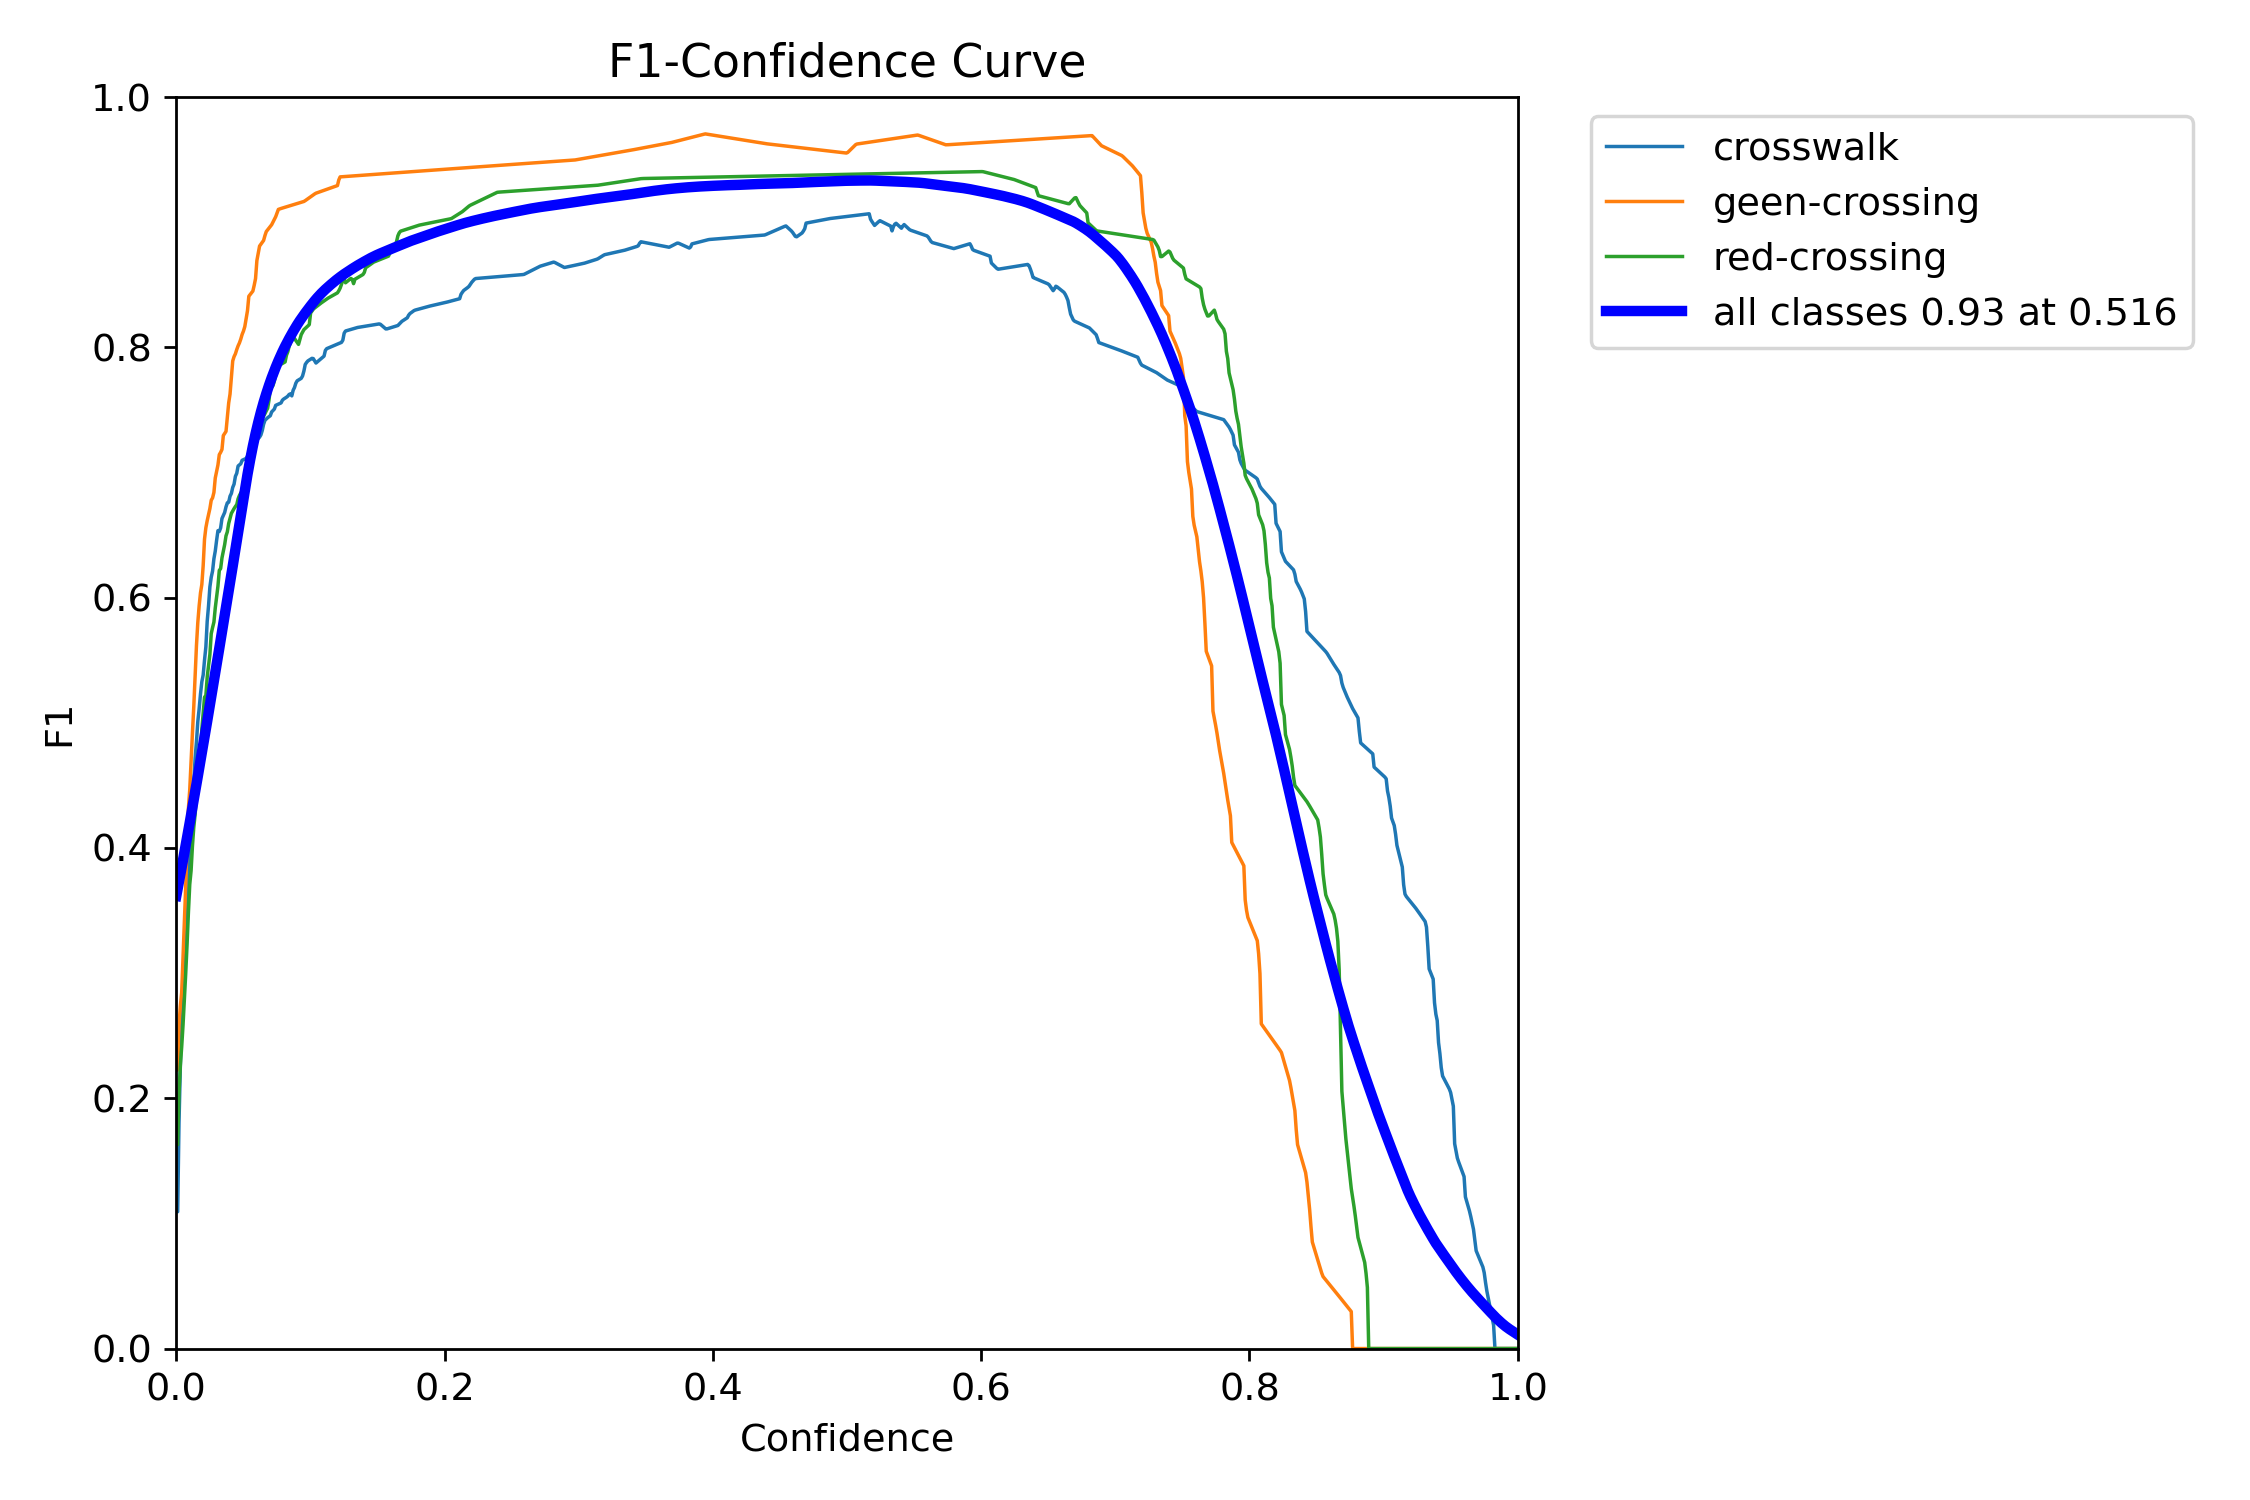 F1-Confidence Curve
crosswalk
geen-crossing
red-crossing
all classes 0.93 at 0.516
F1
1.0
0.8
0.6
0.4
0.2
0.0
0.0 0.2 0.4 0.6 0.8 1.0
Confidence